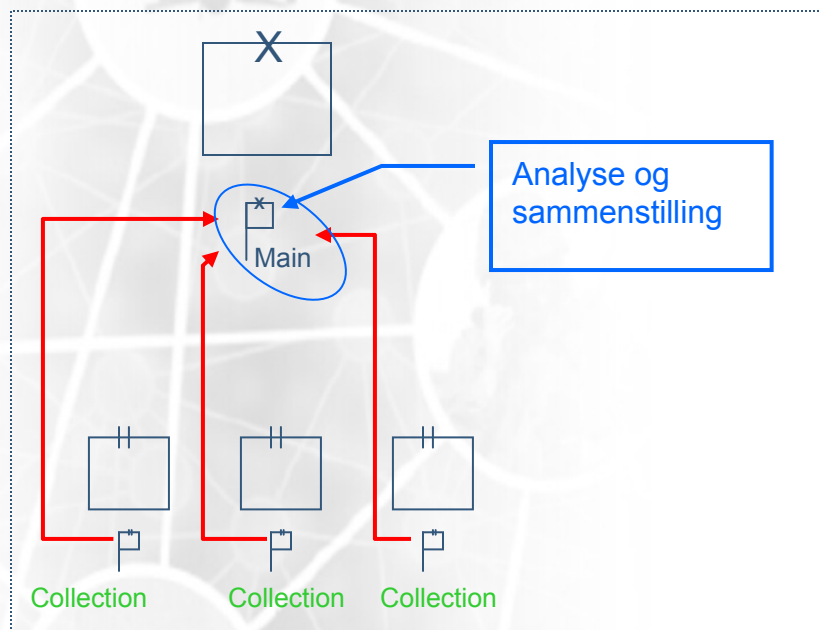 X
Analyse og
sammenstilling
x
Main
Collection
Collection
Collection